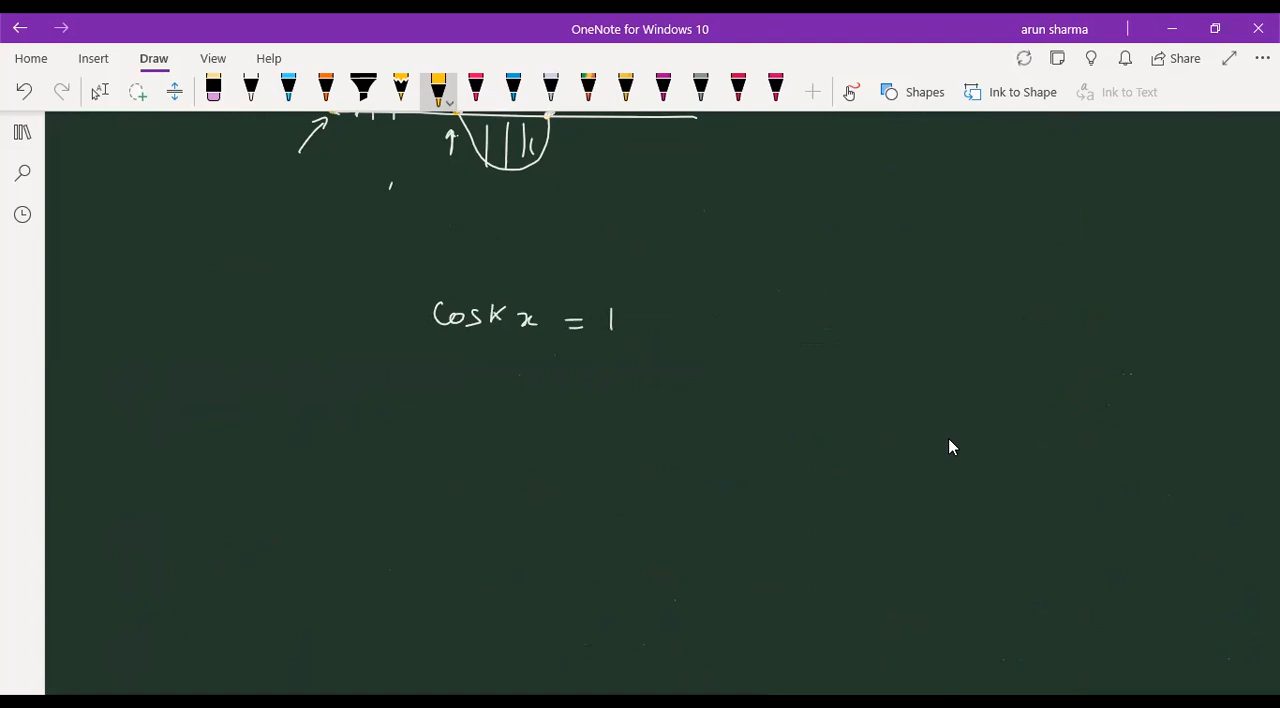 OneNote for Windows 10
arun sharma
Home Insert Draw View Help
Share
Shapes Ink to Shape Ink to Text
cos k x = 1